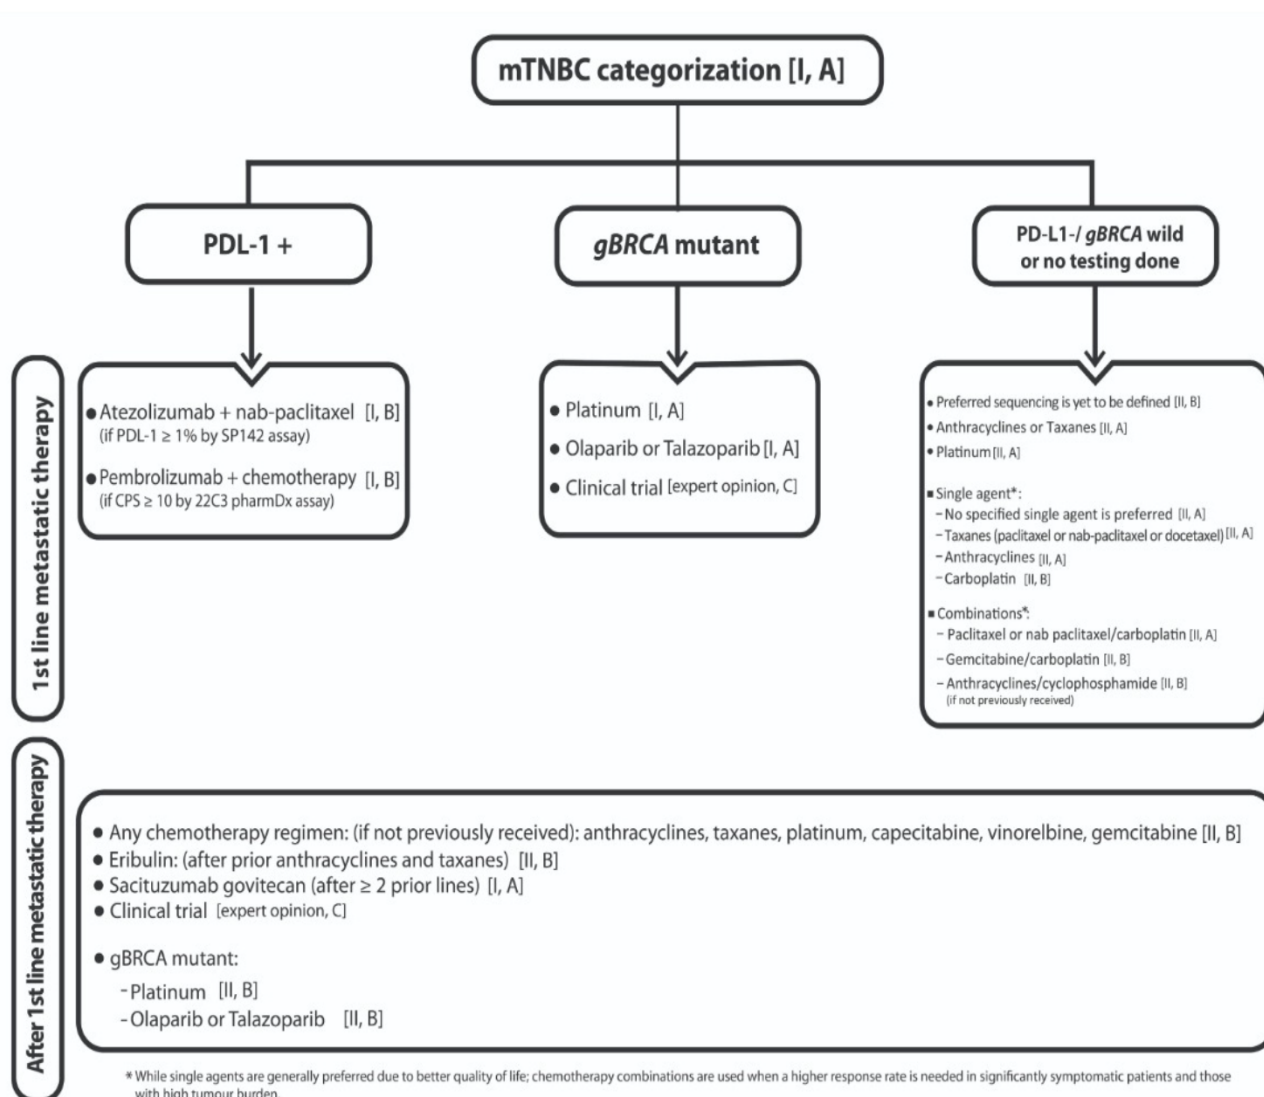 mTNBC categorization [I, A]
PDL-1 +
gBRCA mutant
PD-L1-/ gBRCA wild
or no testing done
1st line metastatic therapy
● Atezolizumab + nab-paclitaxel [I, B]
(if PDL-1 ≥ 1% by SP142 assay)
● Pembrolizumab + chemotherapy [I, B]
(if CPS ≥ 10 by 22C3 pharmDx assay)
● Platinum [I, A]
● Olaparib or Talazoparib [I, A]
● Clinical trial [expert opinion, C]
● Preferred sequencing is yet to be defined [II, B]
● Anthracyclines or Taxanes [II, A]
● Platinum [II, A]
■ Single agent*:
– No specified single agent is preferred [II, A]
– Taxanes (paclitaxel or nab-paclitaxel or docetaxel) [II, A]
– Anthracyclines [II, A]
– Carboplatin [II, B]
■ Combinations*:
– Paclitaxel or nab paclitaxel/carboplatin [II, A]
– Gemcitabine/carboplatin [II, B]
– Anthracyclines/cyclophosphamide [II, B]
(if not previously received)
After 1st line metastatic therapy
● Any chemotherapy regimen: (if not previously received): anthracyclines, taxanes, platinum, capecitabine, vinorelbine, gemcitabine [II, B]
● Eribulin: (after prior anthracyclines and taxanes) [II, B]
● Sacituzumab govitecan (after ≥ 2 prior lines) [I, A]
● Clinical trial [expert opinion, C]
● gBRCA mutant:
- Platinum [II, B]
- Olaparib or Talazoparib [II, B]
* While single agents are generally preferred due to better quality of life; chemotherapy combinations are used when a higher response rate is needed in significantly symptomatic patients and those
with high tumour burden.